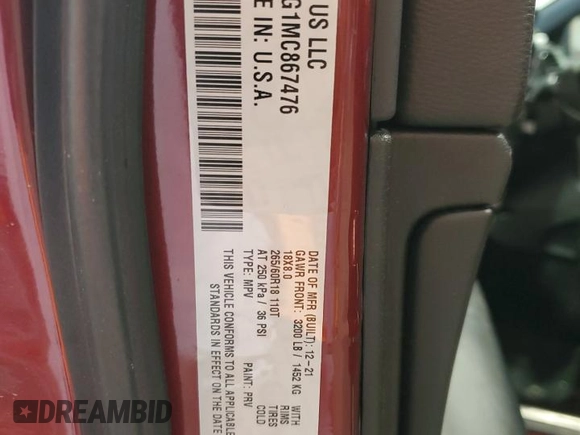 US LLC
G1MC867476
E IN: U.S.A.
DATE OF MFR (BUILT): 12-21
GAWR FRONT: 3200 LB / 1452 KG WITH
18X8.0 RIMS
265/60R18 110T TIRES
AT 250 kPa / 36 PSI COLD
TYPE: MPV PAINT: PRV
THIS VEHICLE CONFORMS TO ALL APPLICABLE
STANDARDS IN EFFECT ON THE DATE
DREAMBID